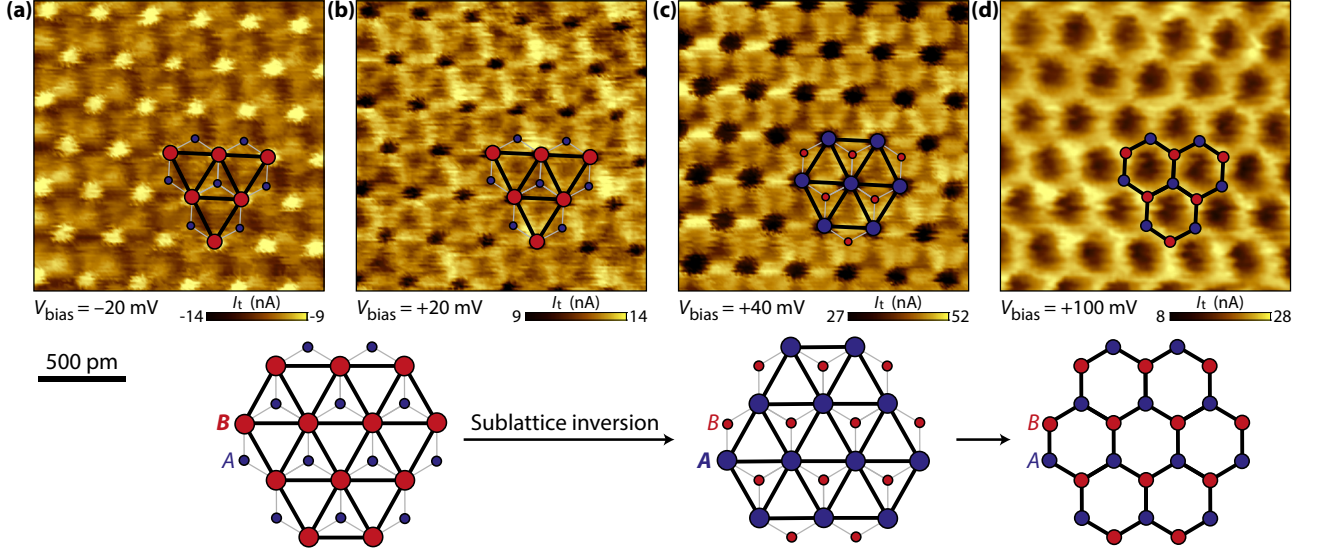 (a) (b) (c) (d)
Vbias = −20 mV It (nA) -14 -9
Vbias = +20 mV It (nA) 9 14
Vbias = +40 mV It (nA) 27 52
Vbias = +100 mV It (nA) 8 28
500 pm
B
A
Sublattice inversion
B
A
B
A